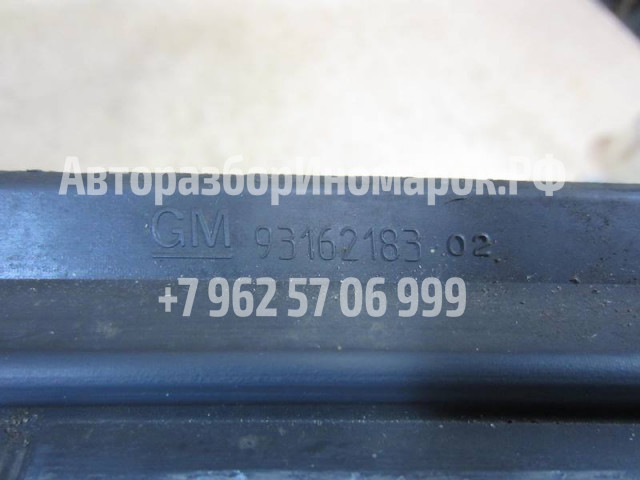 АвторазборИномарок.РФ
GM 93162183 02
+7 962 57 06 999